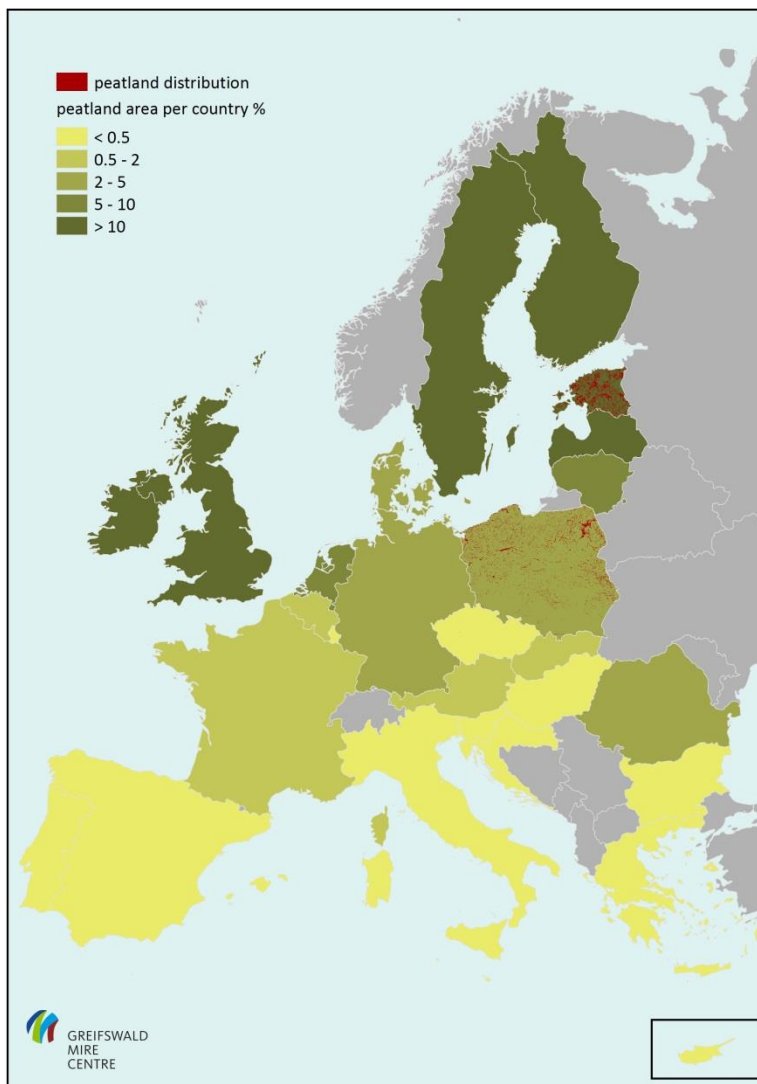 peatland distribution
peatland area per country %
< 0.5
0.5 - 2
2 - 5
5 - 10
> 10
GREIFSWALD
MIRE
CENTRE